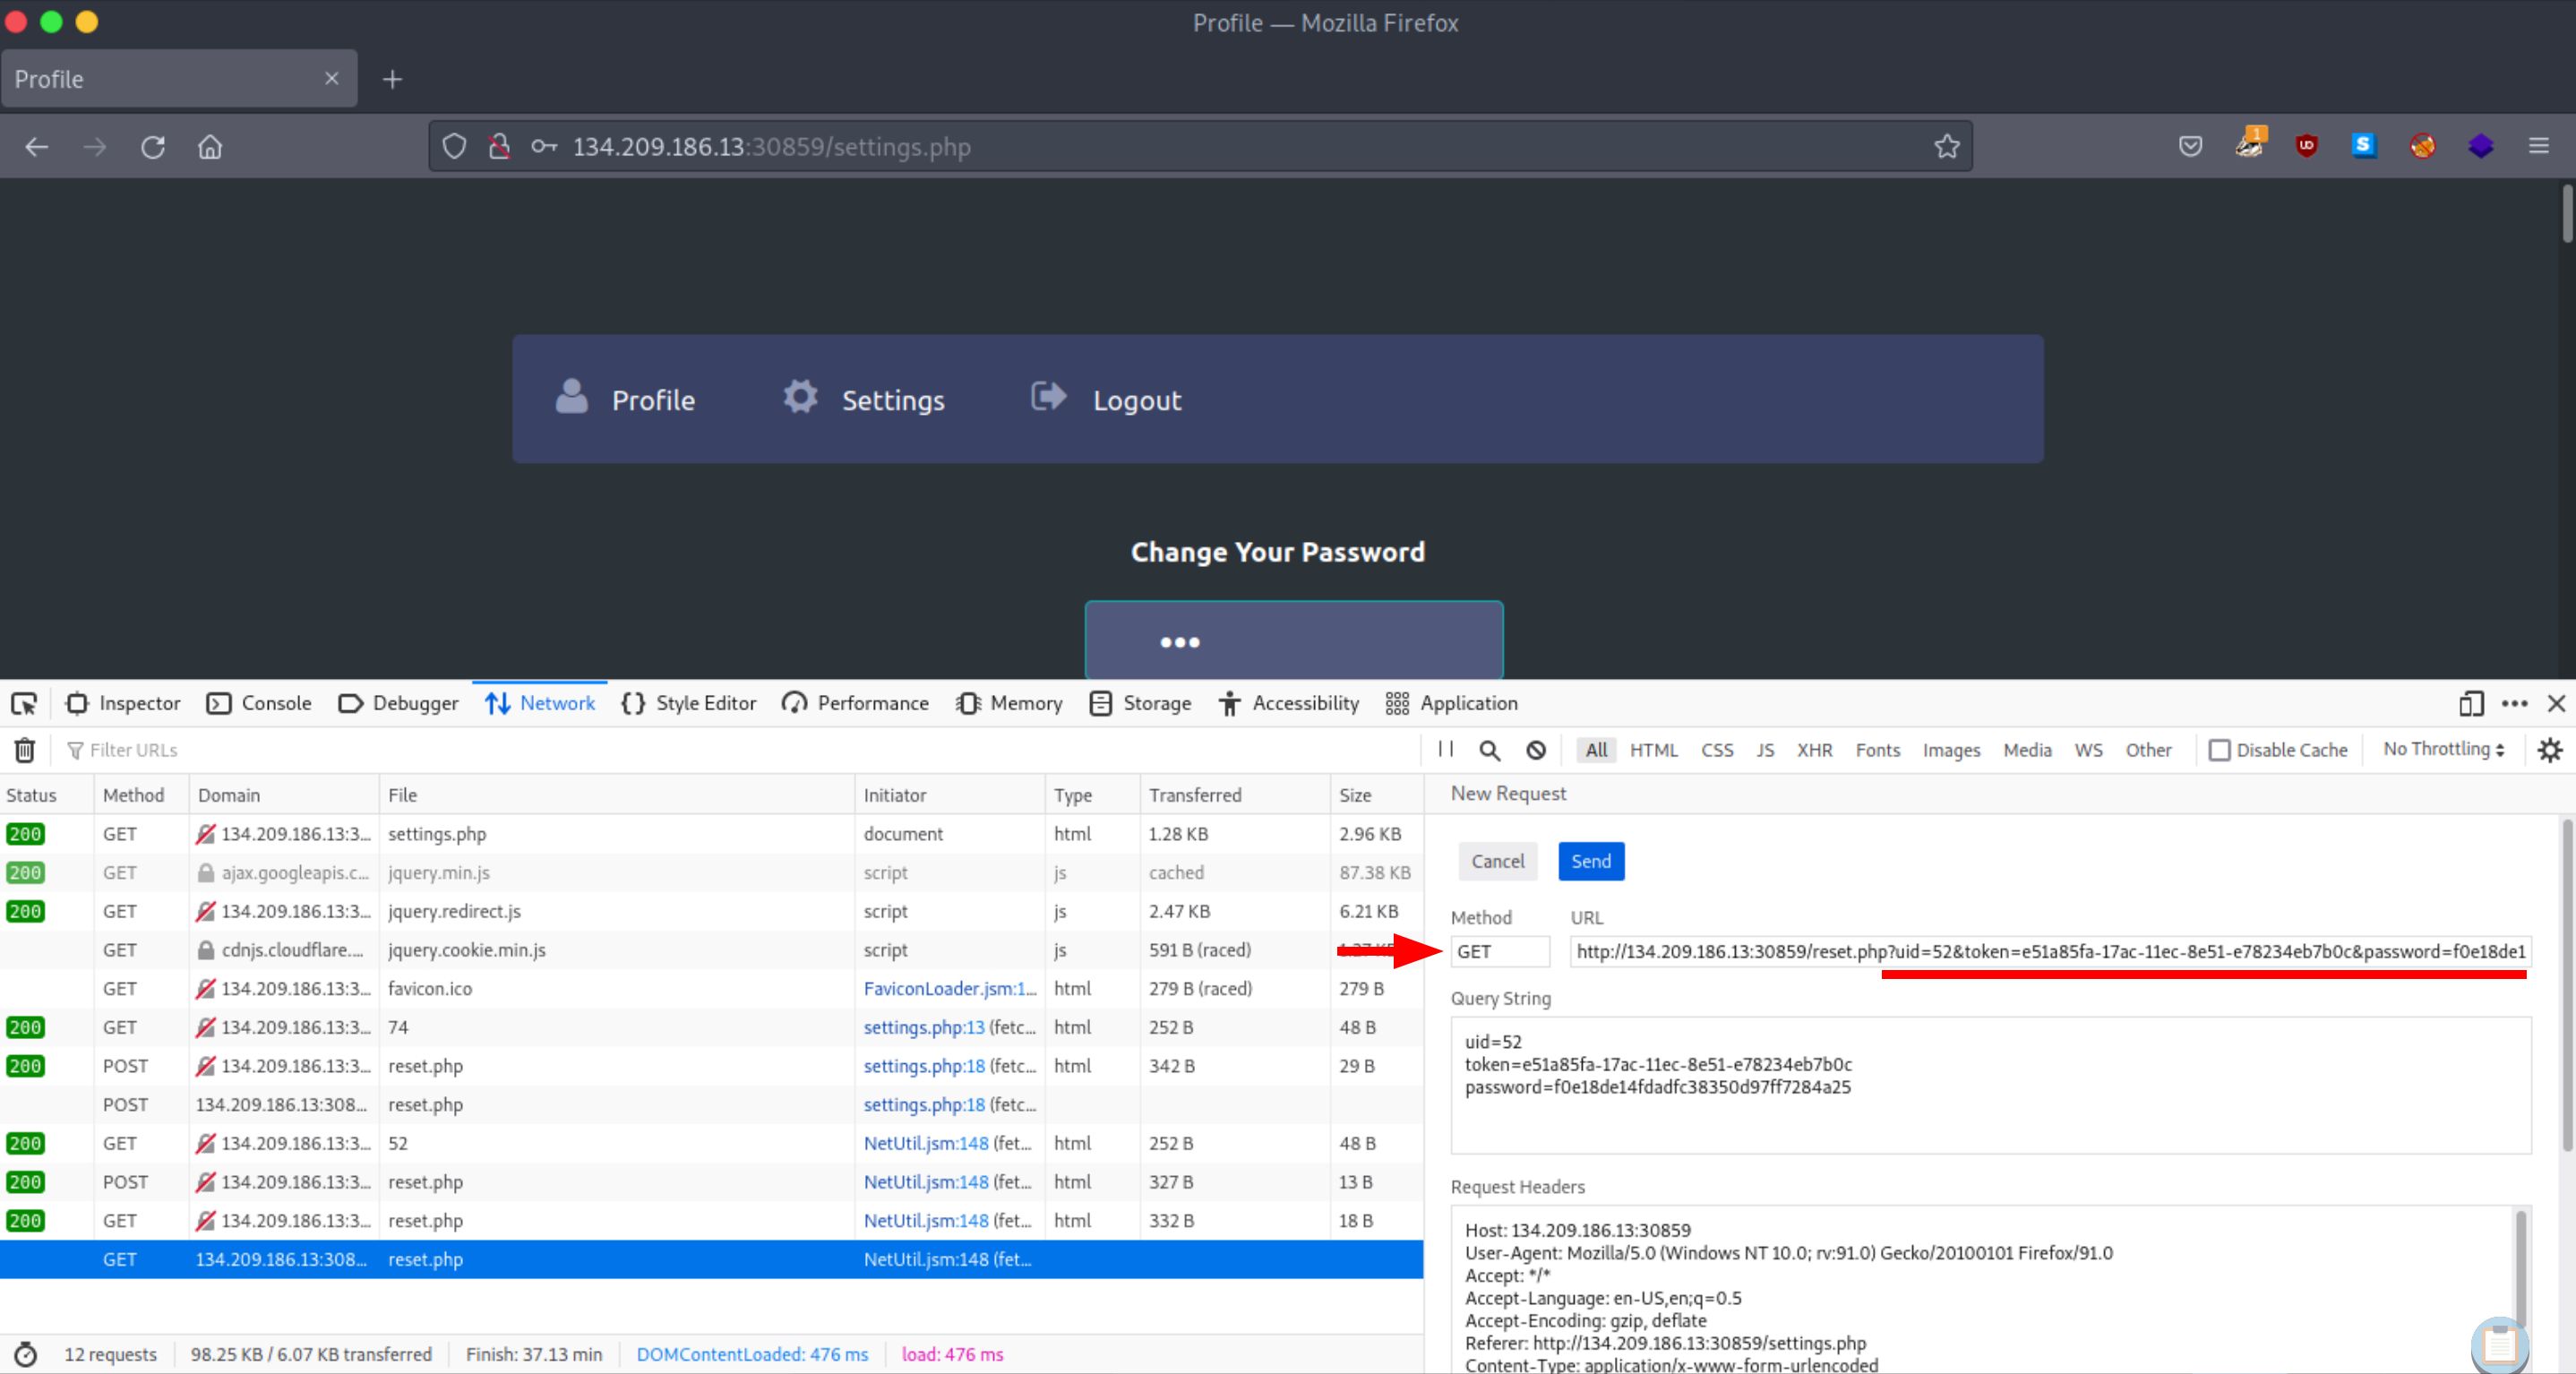 Profile — Mozilla Firefox
Profile
134.209.186.13:30859/settings.php
1
Profile Settings Logout
Change Your Password
•••
Inspector Console Debugger Network Style Editor Performance Memory Storage Accessibility Application
Filter URLs
All HTML CSS JS XHR Fonts Images Media WS Other Disable Cache No Throttling
Status Method Domain File Initiator Type Transferred Size
200 GET 134.209.186.13:3... settings.php document html 1.28 KB 2.96 KB
200 GET ajax.googleapis.c... jquery.min.js script js cached 87.38 KB
200 GET 134.209.186.13:3... jquery.redirect.js script js 2.47 KB 6.21 KB
GET cdnjs.cloudflare.... jquery.cookie.min.js script js 591 B (raced)
GET 134.209.186.13:3... favicon.ico FaviconLoader.jsm:1... html 279 B (raced) 279 B
200 GET 134.209.186.13:3... 74 settings.php:13 (fetc... html 252 B 48 B
200 POST 134.209.186.13:3... reset.php settings.php:18 (fetc... html 342 B 29 B
POST 134.209.186.13:308... reset.php settings.php:18 (fetc...
200 GET 134.209.186.13:3... 52 NetUtil.jsm:148 (fet... html 252 B 48 B
200 POST 134.209.186.13:3... reset.php NetUtil.jsm:148 (fet... html 327 B 13 B
200 GET 134.209.186.13:3... reset.php NetUtil.jsm:148 (fet... html 332 B 18 B
GET 134.209.186.13:308... reset.php NetUtil.jsm:148 (fet...
12 requests 98.25 KB / 6.07 KB transferred Finish: 37.13 min DOMContentLoaded: 476 ms load: 476 ms
New Request
Cancel Send
Method URL
GET http://134.209.186.13:30859/reset.php?uid=52&token=e51a85fa-17ac-11ec-8e51-e78234eb7b0c&password=f0e18de1
Query String
uid=52
token=e51a85fa-17ac-11ec-8e51-e78234eb7b0c
password=f0e18de14fdadfc38350d97ff7284a25
Request Headers
Host: 134.209.186.13:30859
User-Agent: Mozilla/5.0 (Windows NT 10.0; rv:91.0) Gecko/20100101 Firefox/91.0
Accept: */*
Accept-Language: en-US,en;q=0.5
Accept-Encoding: gzip, deflate
Referer: http://134.209.186.13:30859/settings.php
Content-Type: application/x-www-form-urlencoded